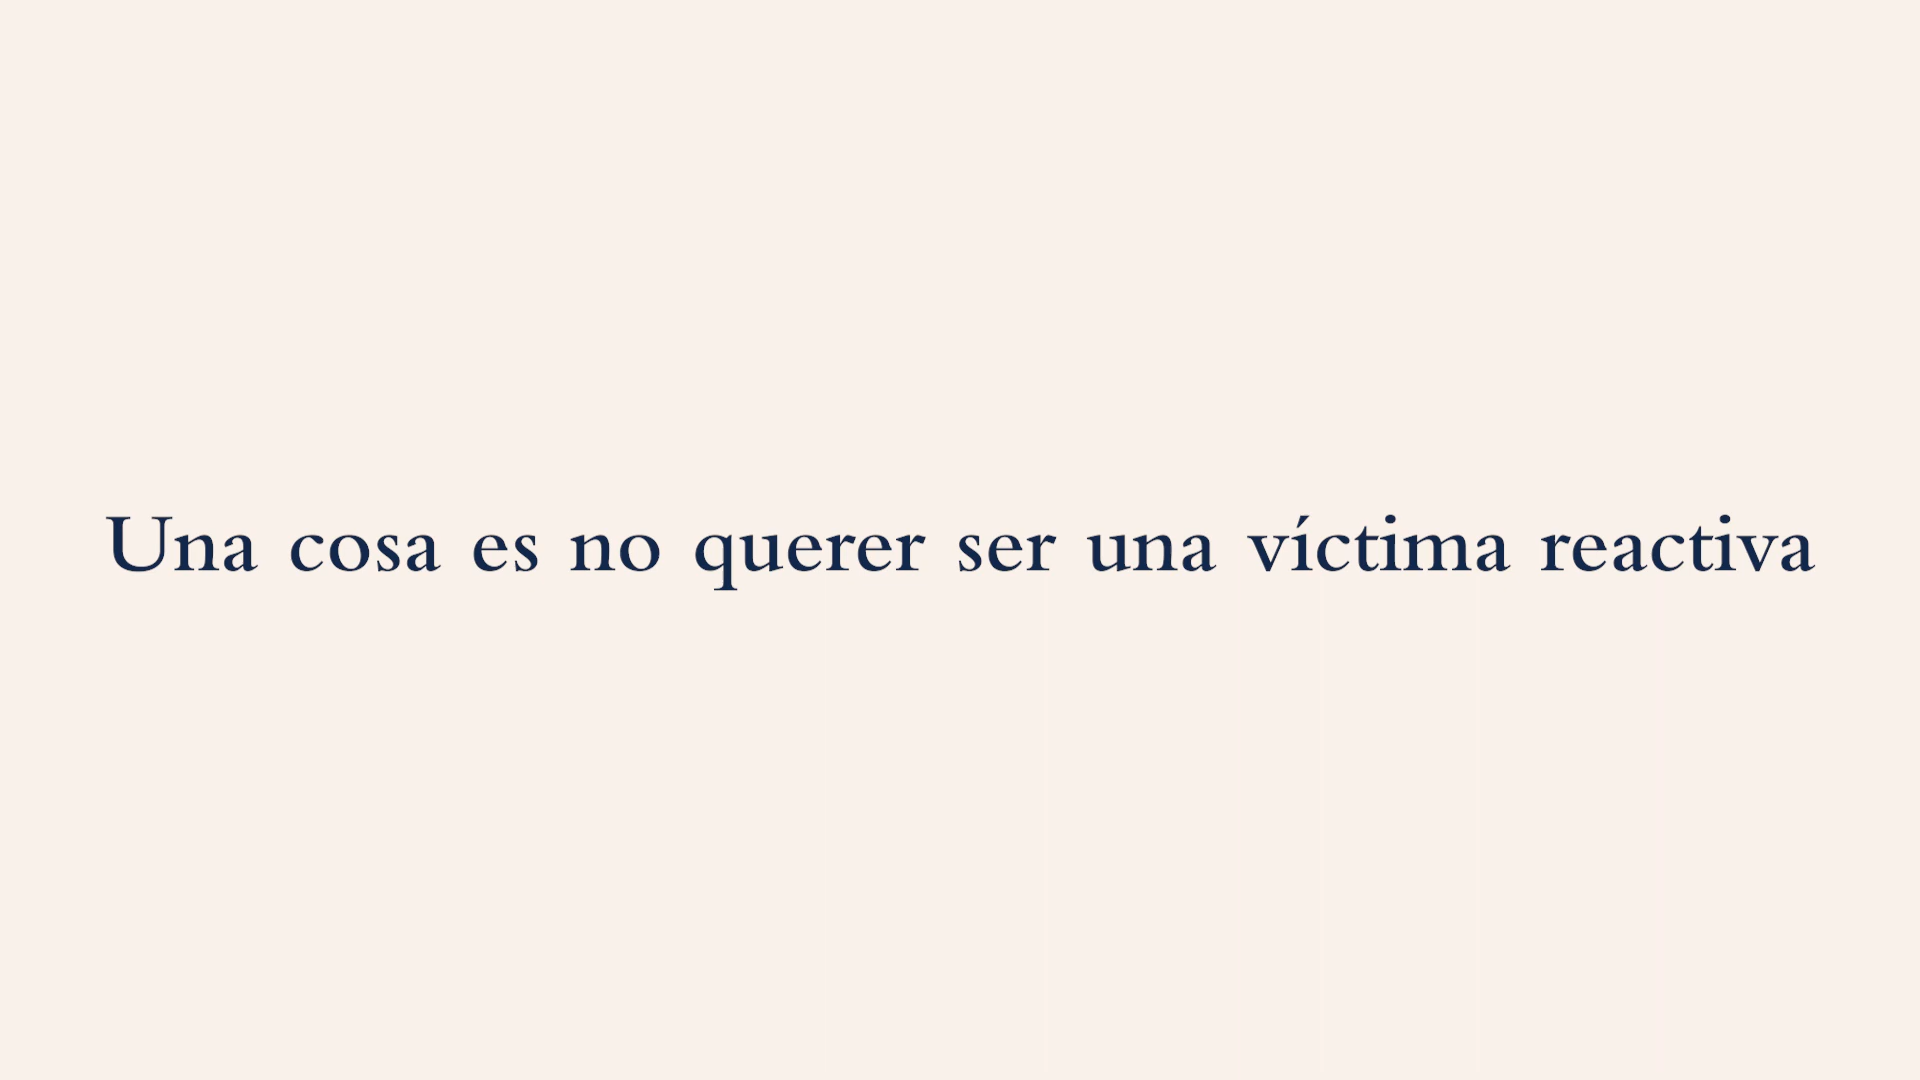 Una cosa es no querer ser una víctima reactiva